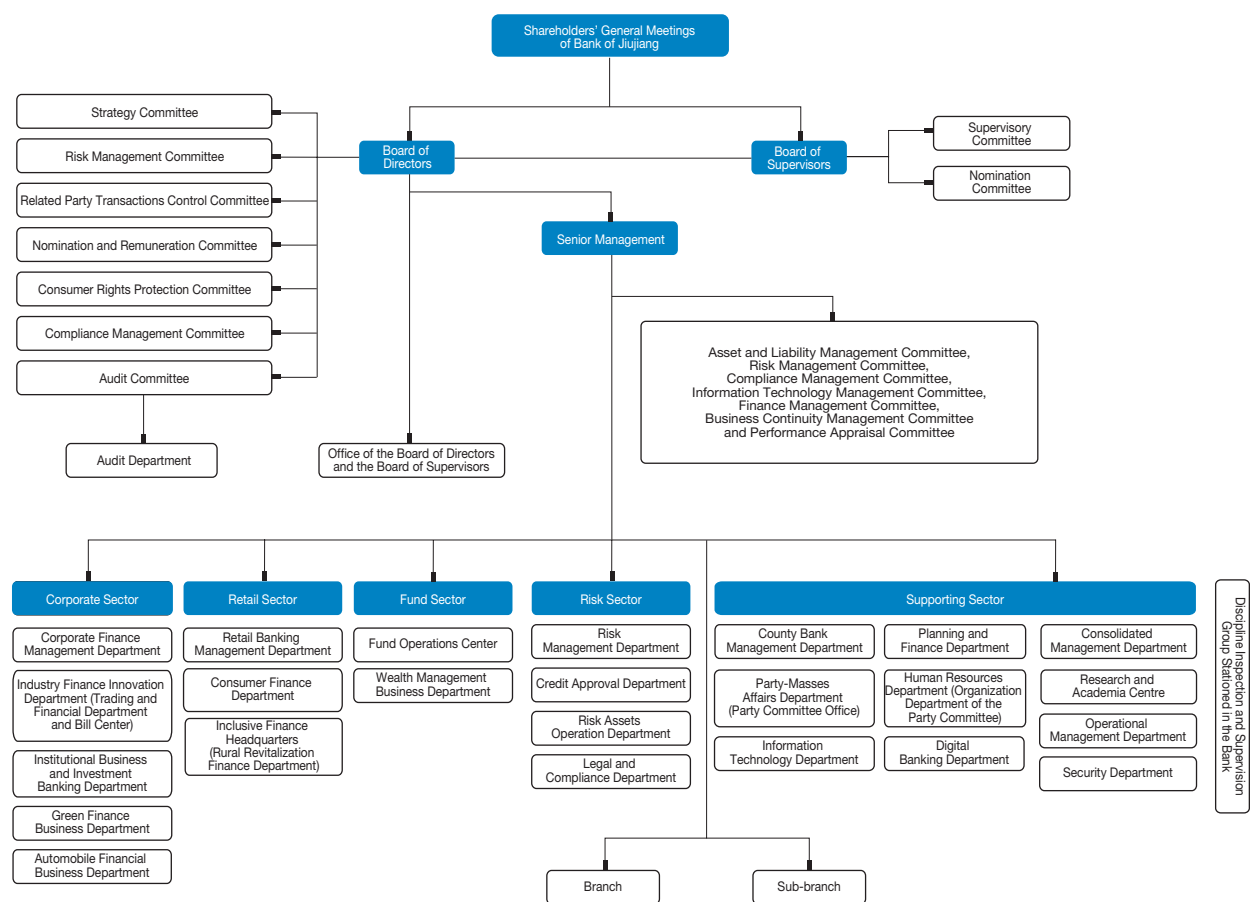 Shareholders' General Meetings
of Bank of Jiujiang
Strategy Committee
Risk Management Committee
Related Party Transactions Control Committee
Nomination and Remuneration Committee
Consumer Rights Protection Committee
Compliance Management Committee
Audit Committee
Audit Department
Board of
Directors
Board of
Supervisors
Supervisory
Committee
Nomination
Committee
Senior Management
Office of the Board of Directors
and the Board of Supervisors
Asset and Liability Management Committee,
Risk Management Committee,
Compliance Management Committee,
Information Technology Management Committee,
Finance Management Committee,
Business Continuity Management Committee
and Performance Appraisal Committee
Corporate Sector
Corporate Finance
Management Department
Industry Finance Innovation
Department (Trading and
Financial Department
and Bill Center)
Institutional Business
and Investment
Banking Department
Green Finance
Business Department
Automobile Financial
Business Department
Retail Sector
Retail Banking
Management Department
Consumer Finance
Department
Inclusive Finance
Headquarters
(Rural Revitalization
Finance Department)
Fund Sector
Fund Operations Center
Wealth Management
Business Department
Risk Sector
Risk
Management Department
Credit Approval Department
Risk Assets
Operation Department
Legal and
Compliance Department
Supporting Sector
County Bank
Management Department
Party-Masses
Affairs Department
(Party Committee Office)
Information
Technology Department
Planning and
Finance Department
Human Resources
Department (Organization
Department of the
Party Committee)
Digital
Banking Department
Consolidated
Management Department
Research and
Academia Centre
Operational
Management Department
Security Department
Discipline Inspection and Supervision
Group Stationed in the Bank
Branch
Sub-branch